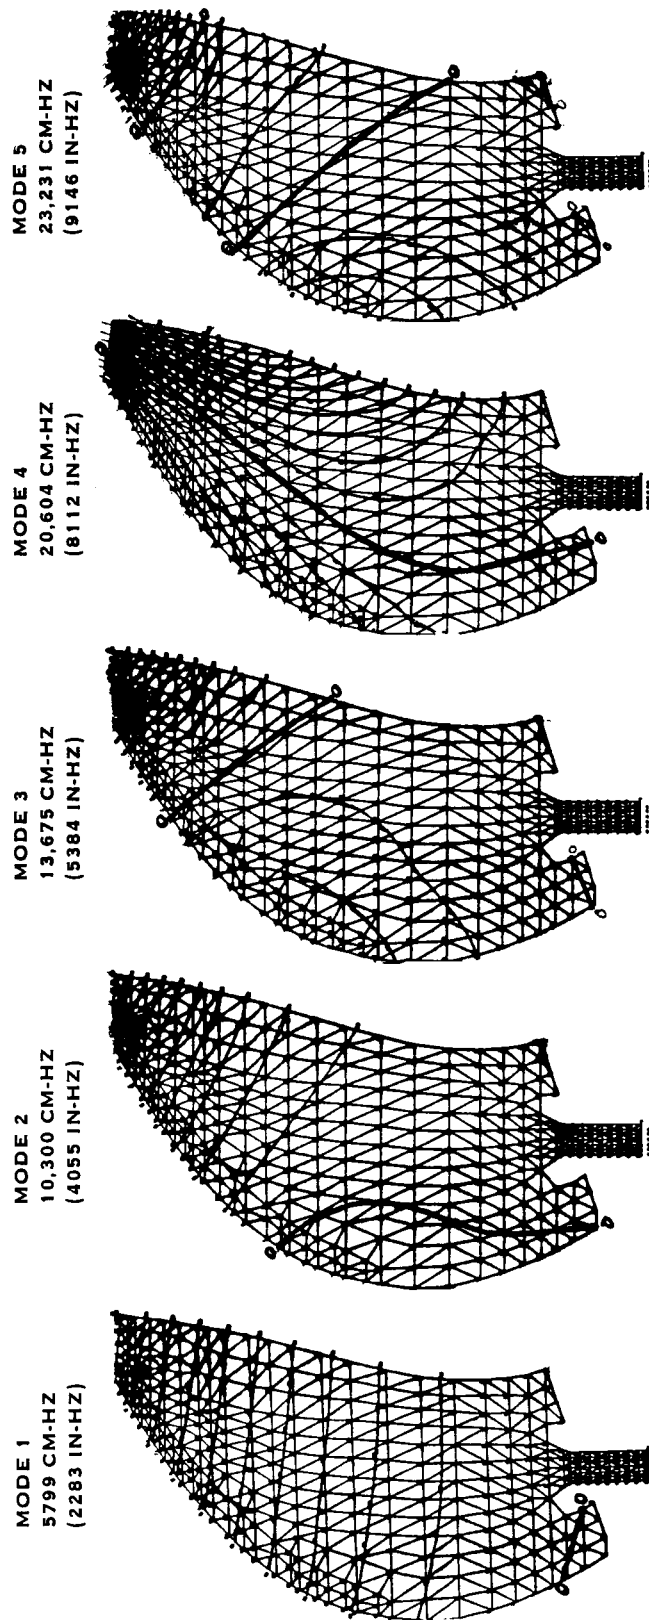 MODE 5
23,231 CM-HZ
(9146 IN-HZ)
MODE 4
20,604 CM-HZ
(8112 IN-HZ)
MODE 3
13,675 CM-HZ
(5384 IN-HZ)
MODE 2
10,300 CM-HZ
(4055 IN-HZ)
MODE 1
5799 CM-HZ
(2283 IN-HZ)